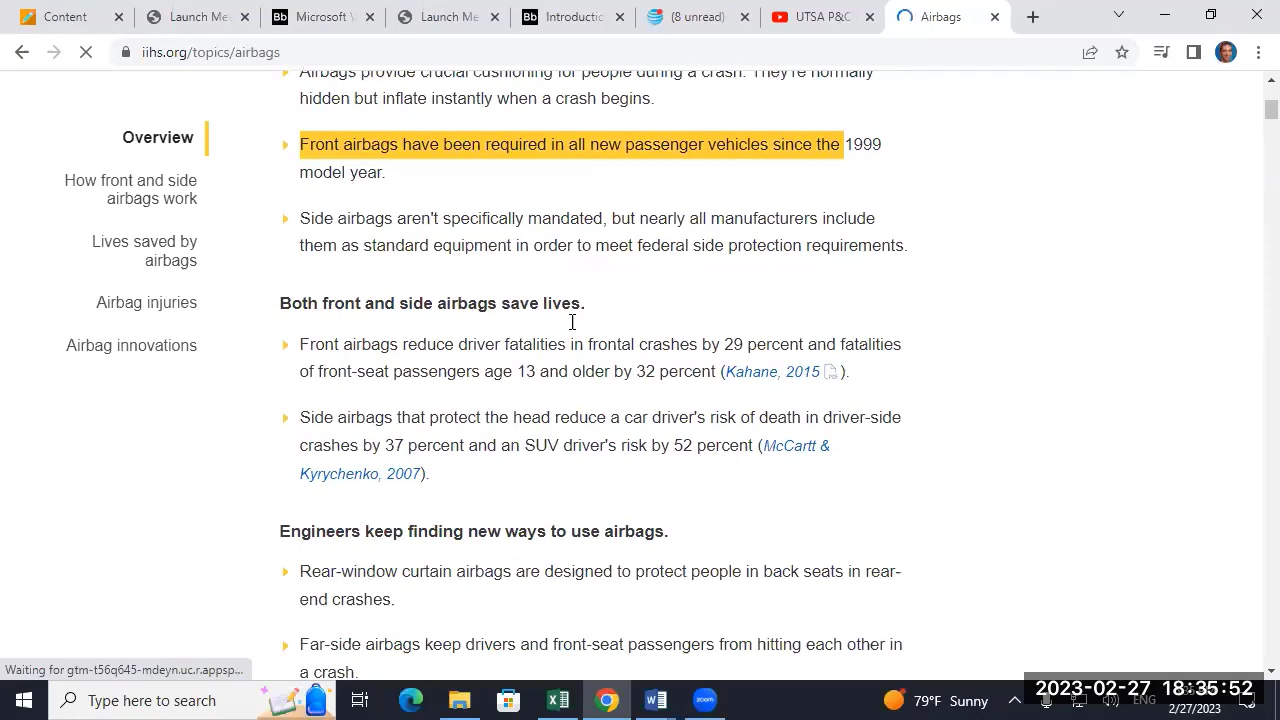 Content
Launch Me
Microsoft
Launch Me
Introductic
(8 unread)
UTSA P&C
Airbags
iihs.org/topics/airbags
Airbags provide crucial cushioning for people during a crash. They're normally
hidden but inflate instantly when a crash begins.
Overview
How front and side
airbags work
Lives saved by
airbags
Airbag injuries
Airbag innovations
Front airbags have been required in all new passenger vehicles since the 1999
model year.
Side airbags aren't specifically mandated, but nearly all manufacturers include
them as standard equipment in order to meet federal side protection requirements.
Both front and side airbags save lives.
Front airbags reduce driver fatalities in frontal crashes by 29 percent and fatalities
of front-seat passengers age 13 and older by 32 percent (Kahane, 2015 ).
Side airbags that protect the head reduce a car driver's risk of death in driver-side
crashes by 37 percent and an SUV driver's risk by 52 percent (McCartt &
Kyrychenko, 2007).
Engineers keep finding new ways to use airbags.
Rear-window curtain airbags are designed to protect people in back seats in rear-
end crashes.
Far-side airbags keep drivers and front-seat passengers from hitting each other in
a crash.
Waiting for gtm-t56q645-mdeyn.uc.r.appsp...
Type here to search
79°F Sunny
ENG
2023-02-27 18:35:52
2/27/2023